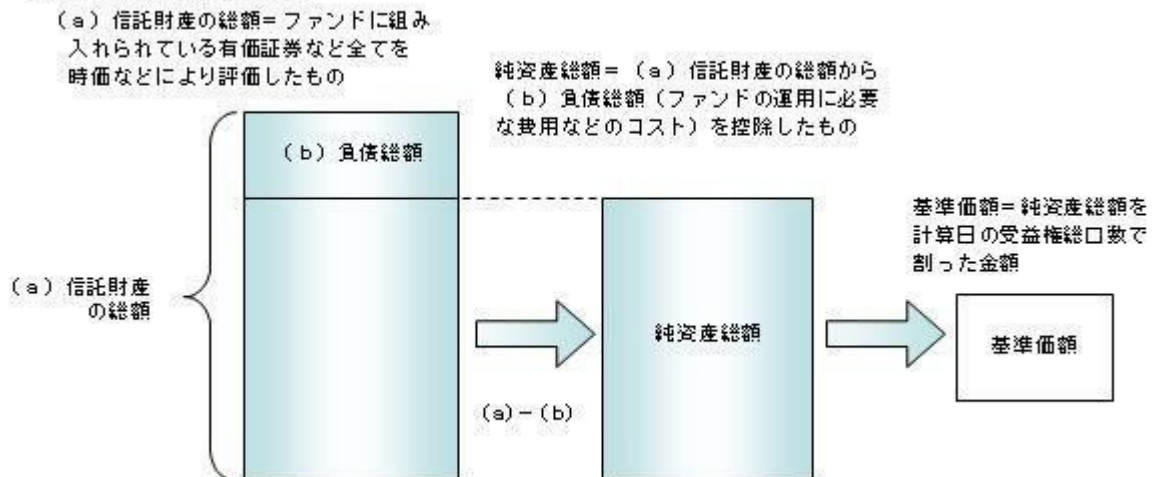 (a)信託財産の総額=ファンドに組み
入れられている有価証券など全てを
時価などにより評価したもの
純資産総額=(a)信託財産の総額から
(b)負債総額(ファンドの運用に必要
な費用などのコスト)を控除したもの
(b)負債総額
基準価額=純資産総額を
計算日の受益権総口数で
割った金額
(a)信託財産
の総額
純資産総額
基準価額
(a)-(b)